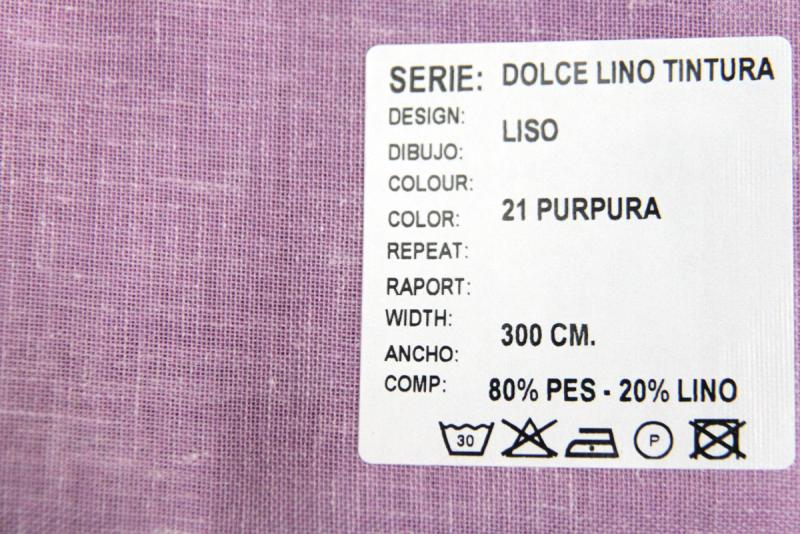 SERIE: DOLCE LINO TINTURA
DESIGN:
LISO
DIBUJO:
COLOUR:
21 PURPURA
COLOR:
REPEAT:
RAPORT:
WIDTH:
300 CM.
ANCHO:
COMP: 80% PES - 20% LINO
30 P